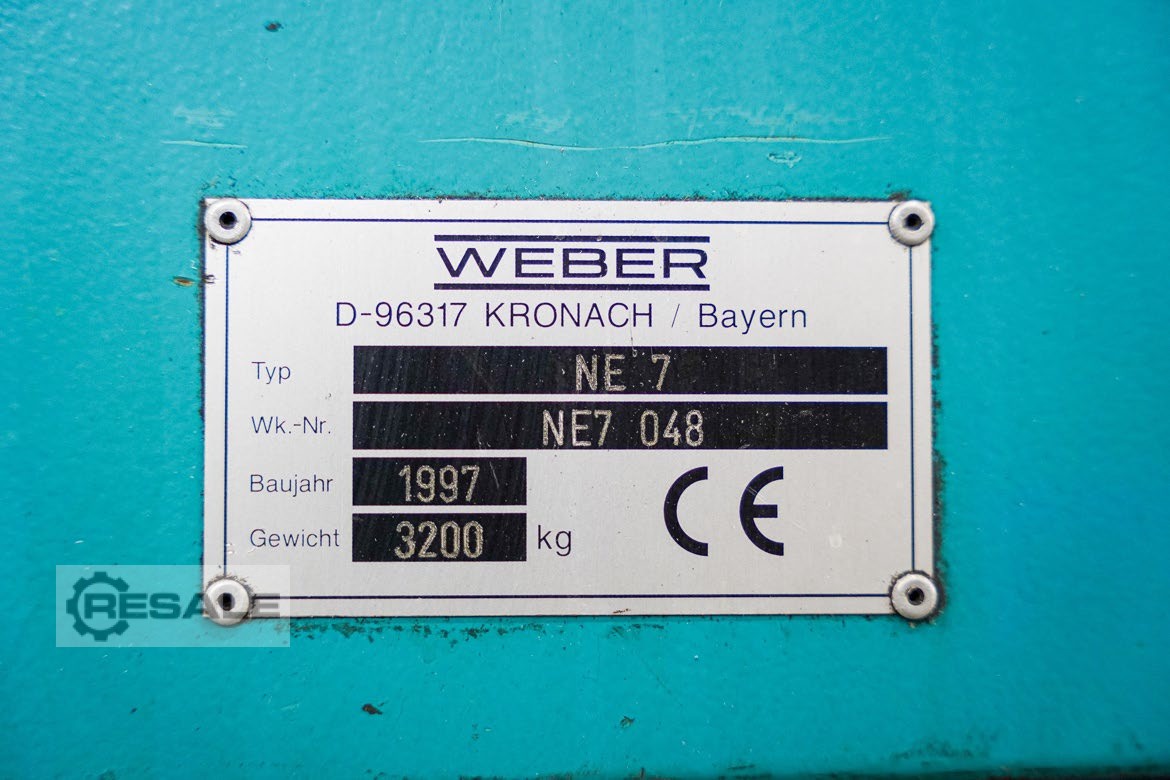 WEBER
D-96317 KRONACH / Bayern
Typ NE 7
Wk.-Nr. NE7 048
Baujahr 1997
Gewicht 3200 kg
CE
RESALE